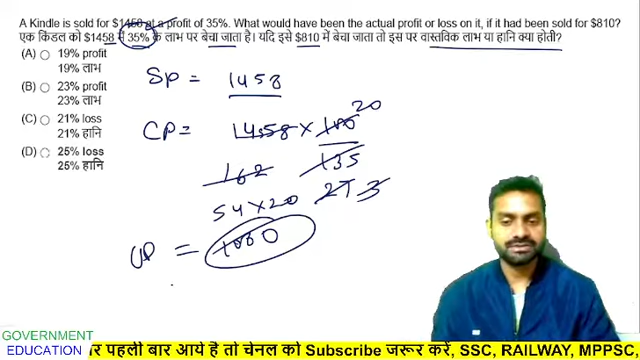 A Kindle is sold for $1458 at a profit of 35%. What would have been the actual profit or loss on it, if it had been sold for $810?
एक किंडल को $1458 में 35% के लाभ पर बेचा जाता है। यदि इसे $810 में बेचा जाता तो इस पर वास्तविक लाभ या हानि क्या होती?
(A) 19% profit
19% लाभ
(B) 23% profit
23% लाभ
(C) 21% loss
21% हानि
(D) 25% loss
25% हानि
SP = 1458
20
CP = 1458 × 100
162 135
54×20 27 3
CP = 1080
GOVERNMENT
EDUCATION
पहली बार आये है तो चेनल को Subscribe जरूर करें, SSC, RAILWAY, MPPSC,